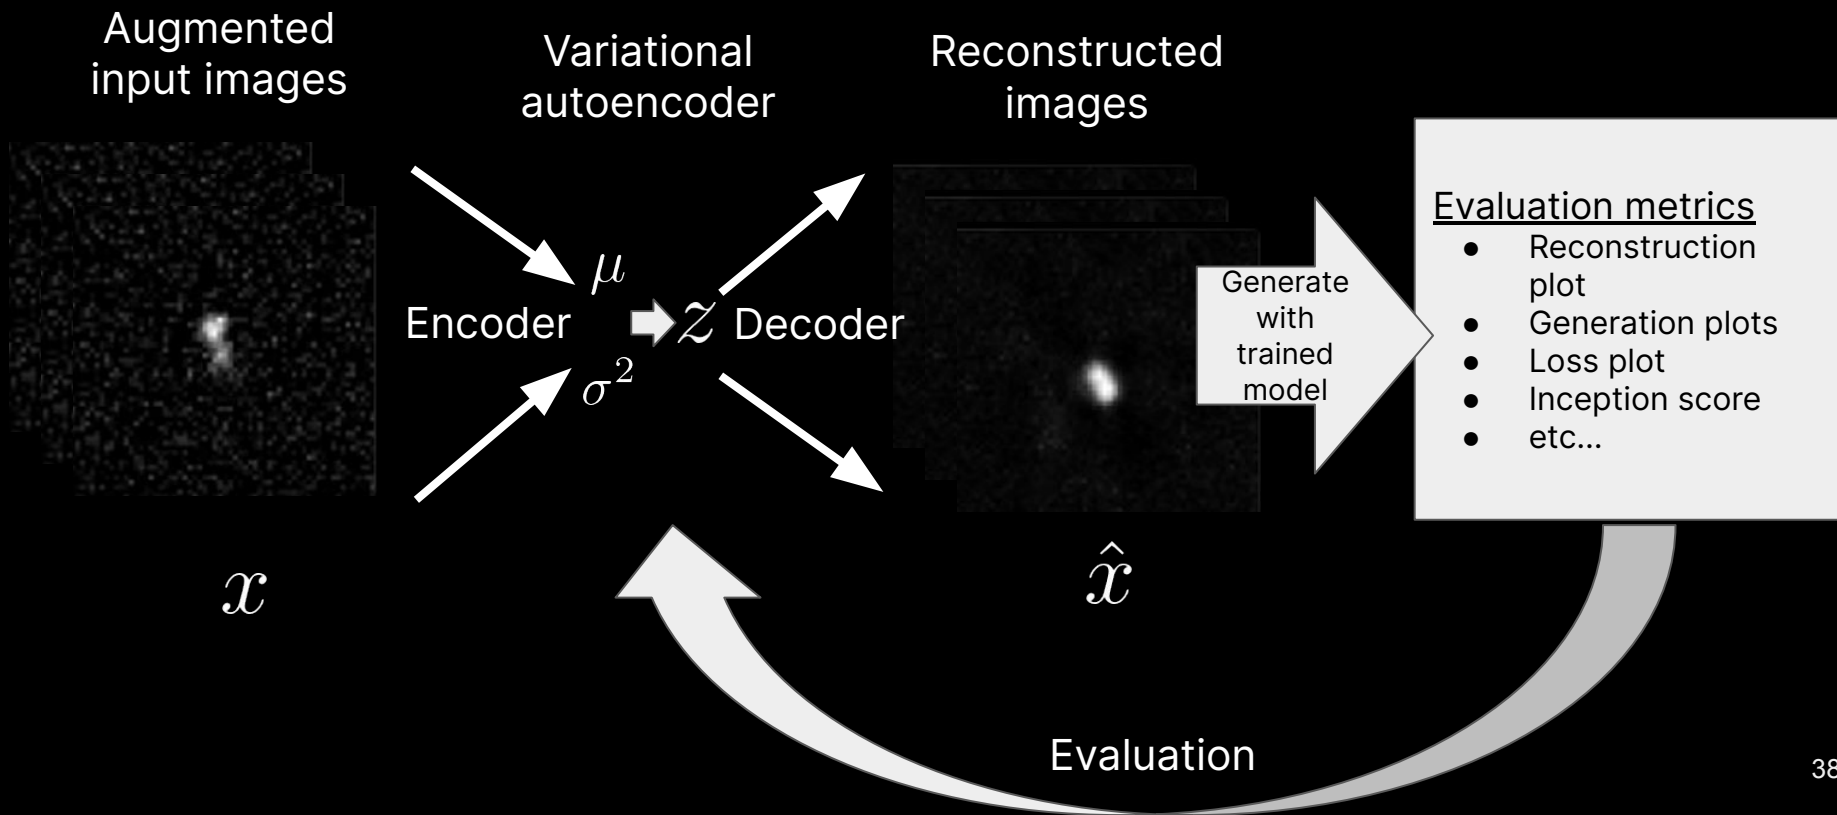 Augmented
input images
Variational
autoencoder
Reconstructed
images
Encoder
μ
σ²
z
Decoder
Generate
with
trained
model
Evaluation metrics
● Reconstruction
plot
● Generation plots
● Loss plot
● Inception score
● etc...
x
x̂
Evaluation
38